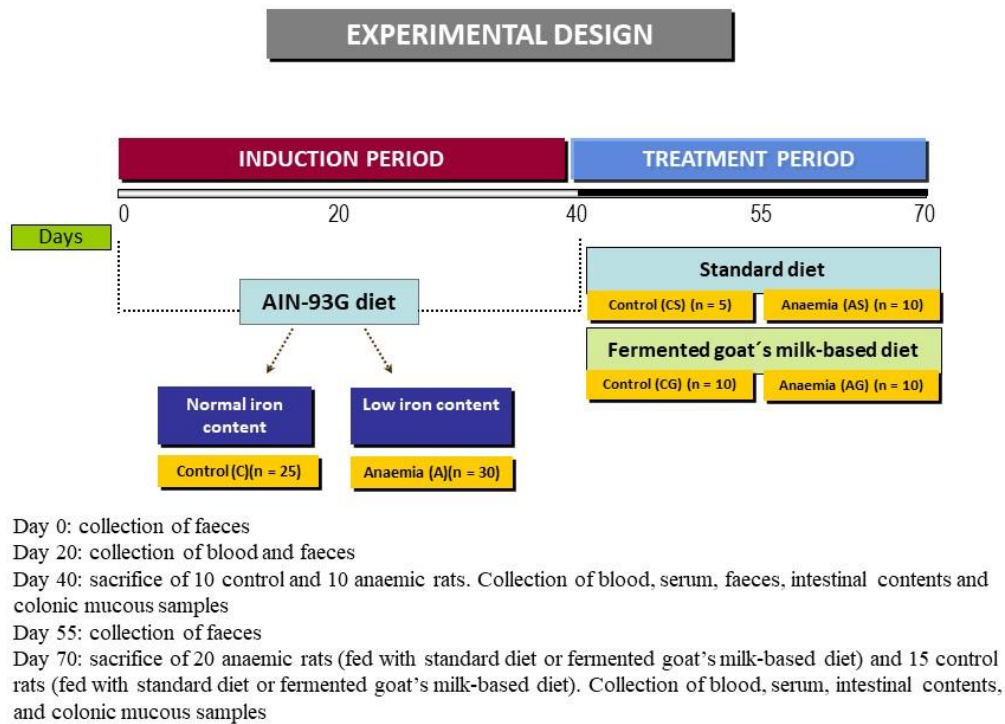 EXPERIMENTAL DESIGN
INDUCTION PERIOD
TREATMENT PERIOD
0 20 40 55 70
Days
AIN-93G diet
Normal iron
content
Control (C)(n = 25)
Low iron content
Anaemia (A)(n = 30)
Standard diet
Control (CS) (n = 5)
Anaemia (AS) (n = 10)
Fermented goat´s milk-based diet
Control (CG) (n = 10)
Anaemia (AG) (n = 10)
Day 0: collection of faeces
Day 20: collection of blood and faeces
Day 40: sacrifice of 10 control and 10 anaemic rats. Collection of blood, serum, faeces, intestinal contents and
colonic mucous samples
Day 55: collection of faeces
Day 70: sacrifice of 20 anaemic rats (fed with standard diet or fermented goat’s milk-based diet) and 15 control
rats (fed with standard diet or fermented goat’s milk-based diet). Collection of blood, serum, intestinal contents,
and colonic mucous samples